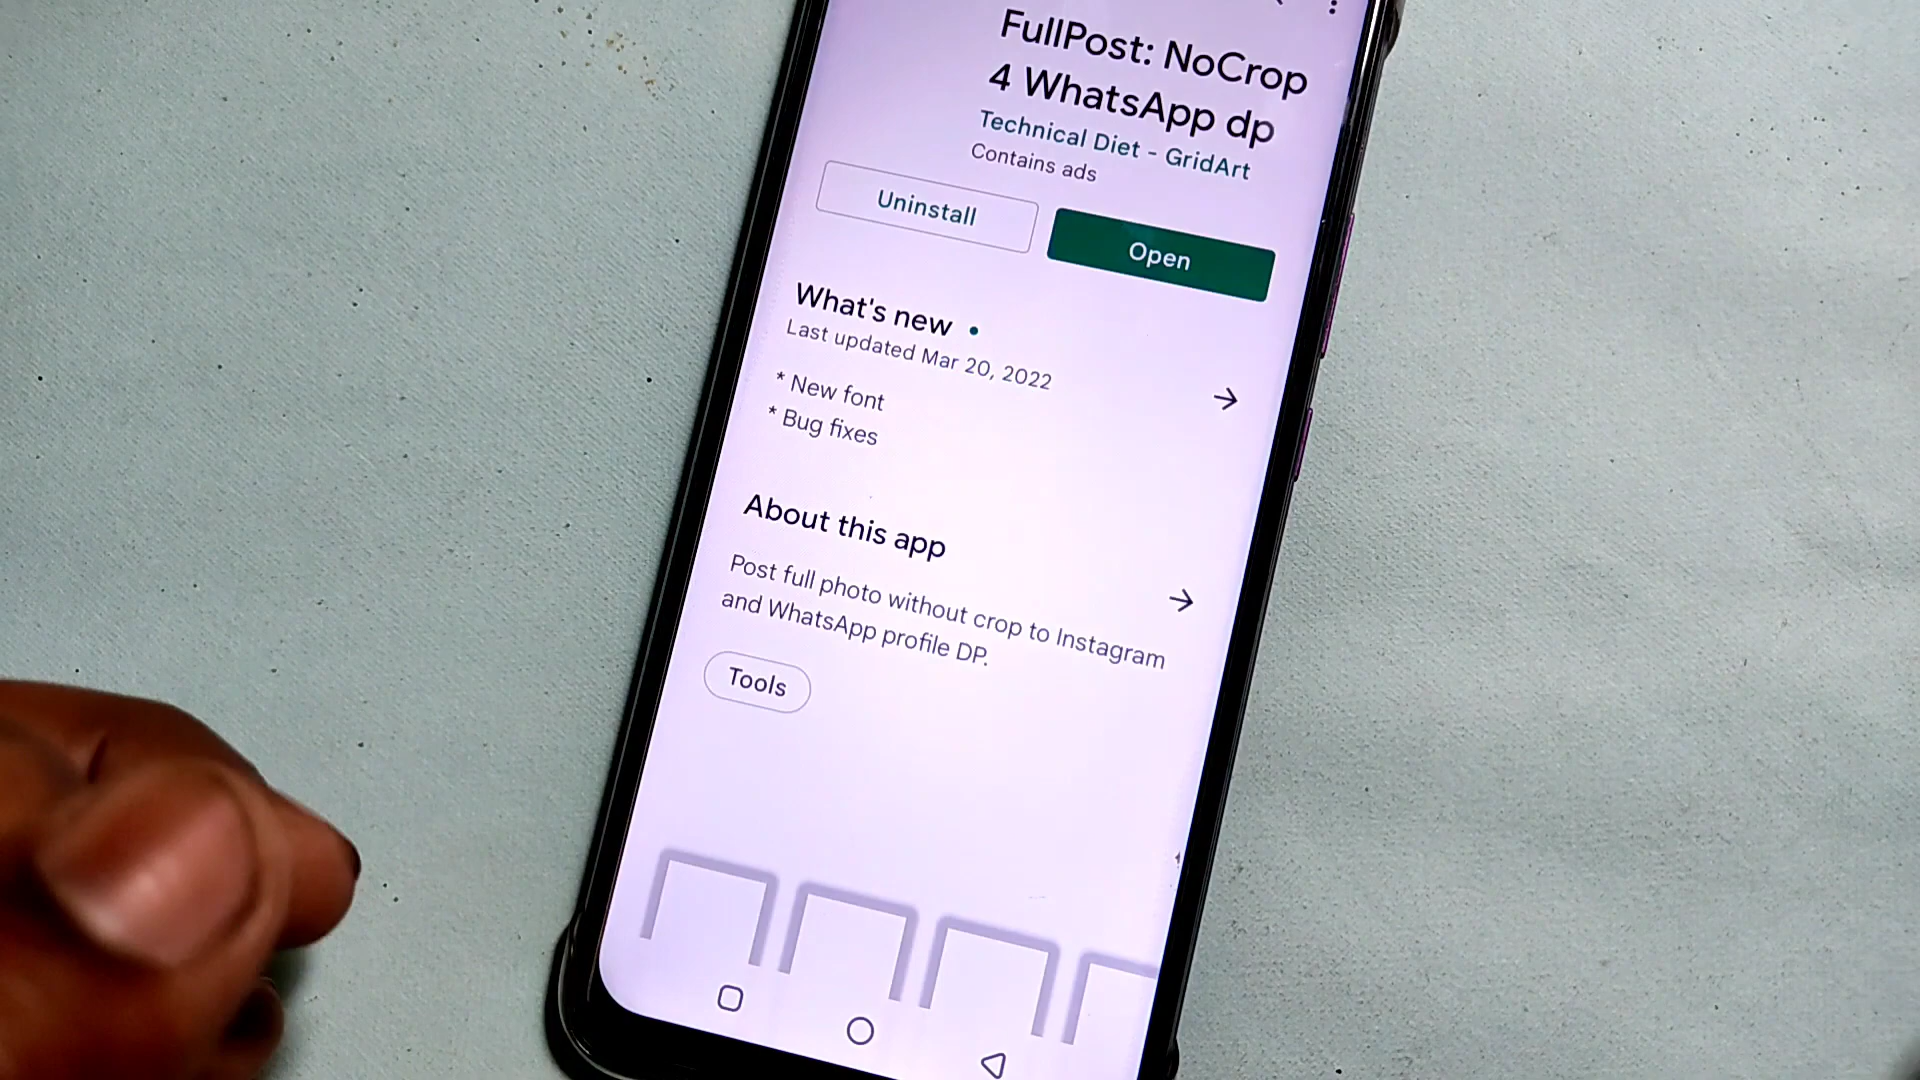 FullPost: NoCrop
4 WhatsApp dp
Technical Diet - GridArt
Contains ads
Uninstall
Open
What's new
Last updated Mar 20, 2022
* New font
* Bug fixes
About this app
Post full photo without crop to Instagram
and WhatsApp profile DP.
Tools